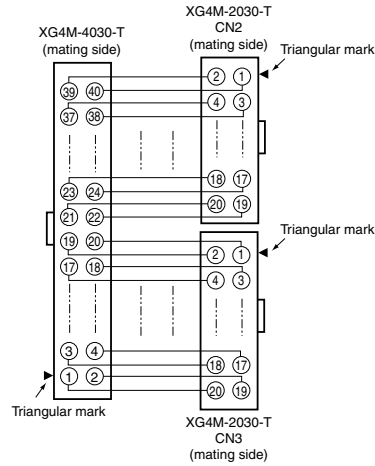 XG4M-4030-T
(mating side)
XG4M-2030-T
CN2
(mating side)
Triangular mark
39 40
37 38
23 24
21 22
19 20
17 18
3 4
1 2
Triangular mark
2 1
4 3
18 17
20 19
Triangular mark
2 1
4 3
18 17
20 19
XG4M-2030-T
CN3
(mating side)